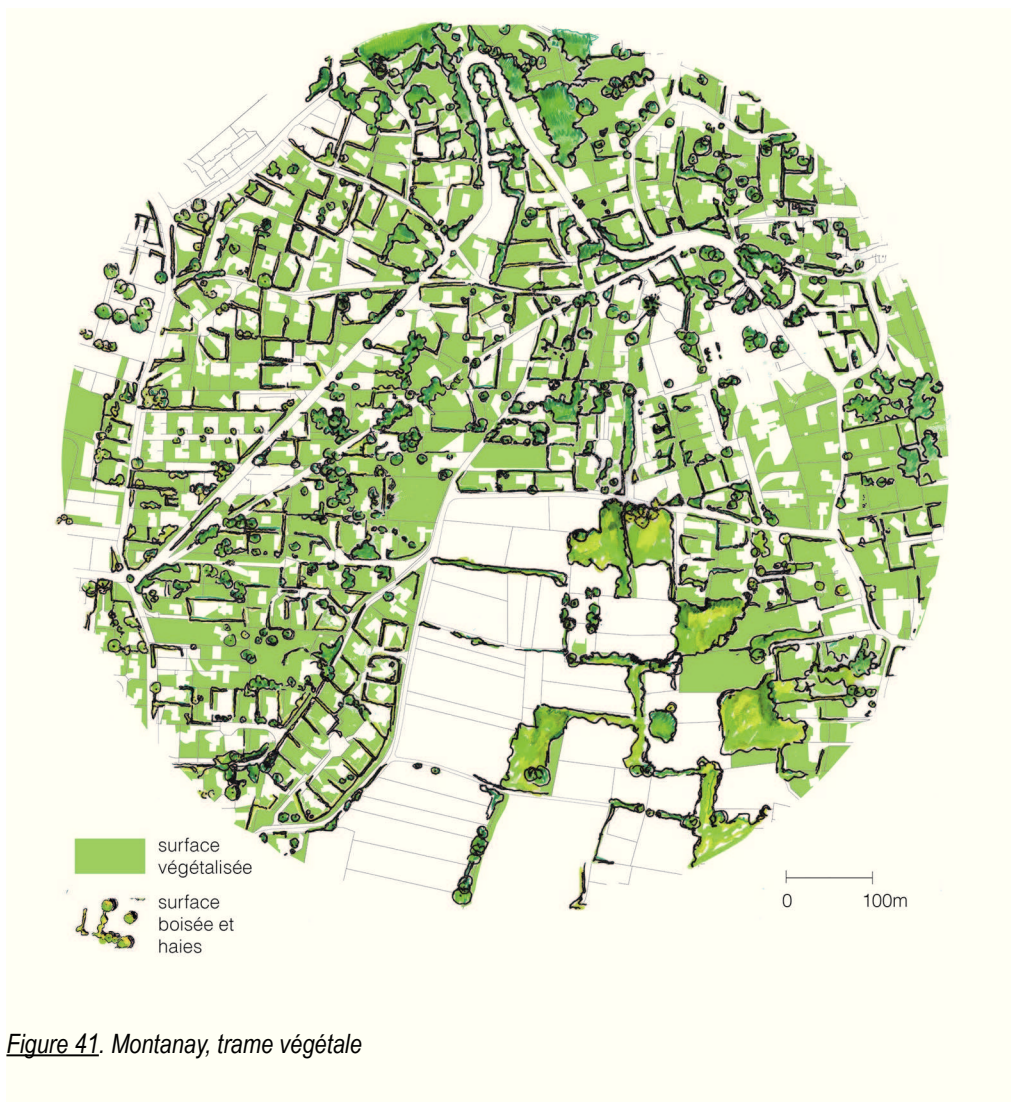 surface
végétalisée
surface
boisée et
haies
0 100m
Figure 41. Montanay, trame végétale